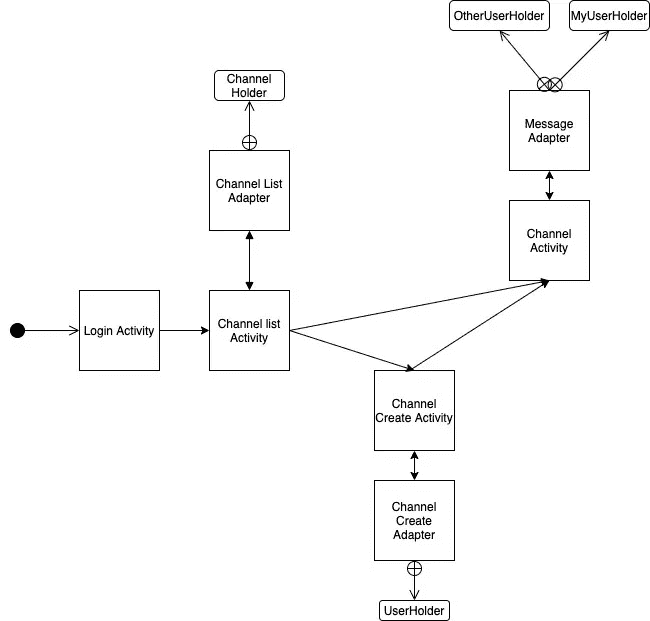 OtherUserHolder
MyUserHolder
Channel
Holder
Message
Adapter
Channel List
Adapter
Channel
Activity
Login Activity
Channel list
Activity
Channel
Create Activity
Channel
Create
Adapter
UserHolder